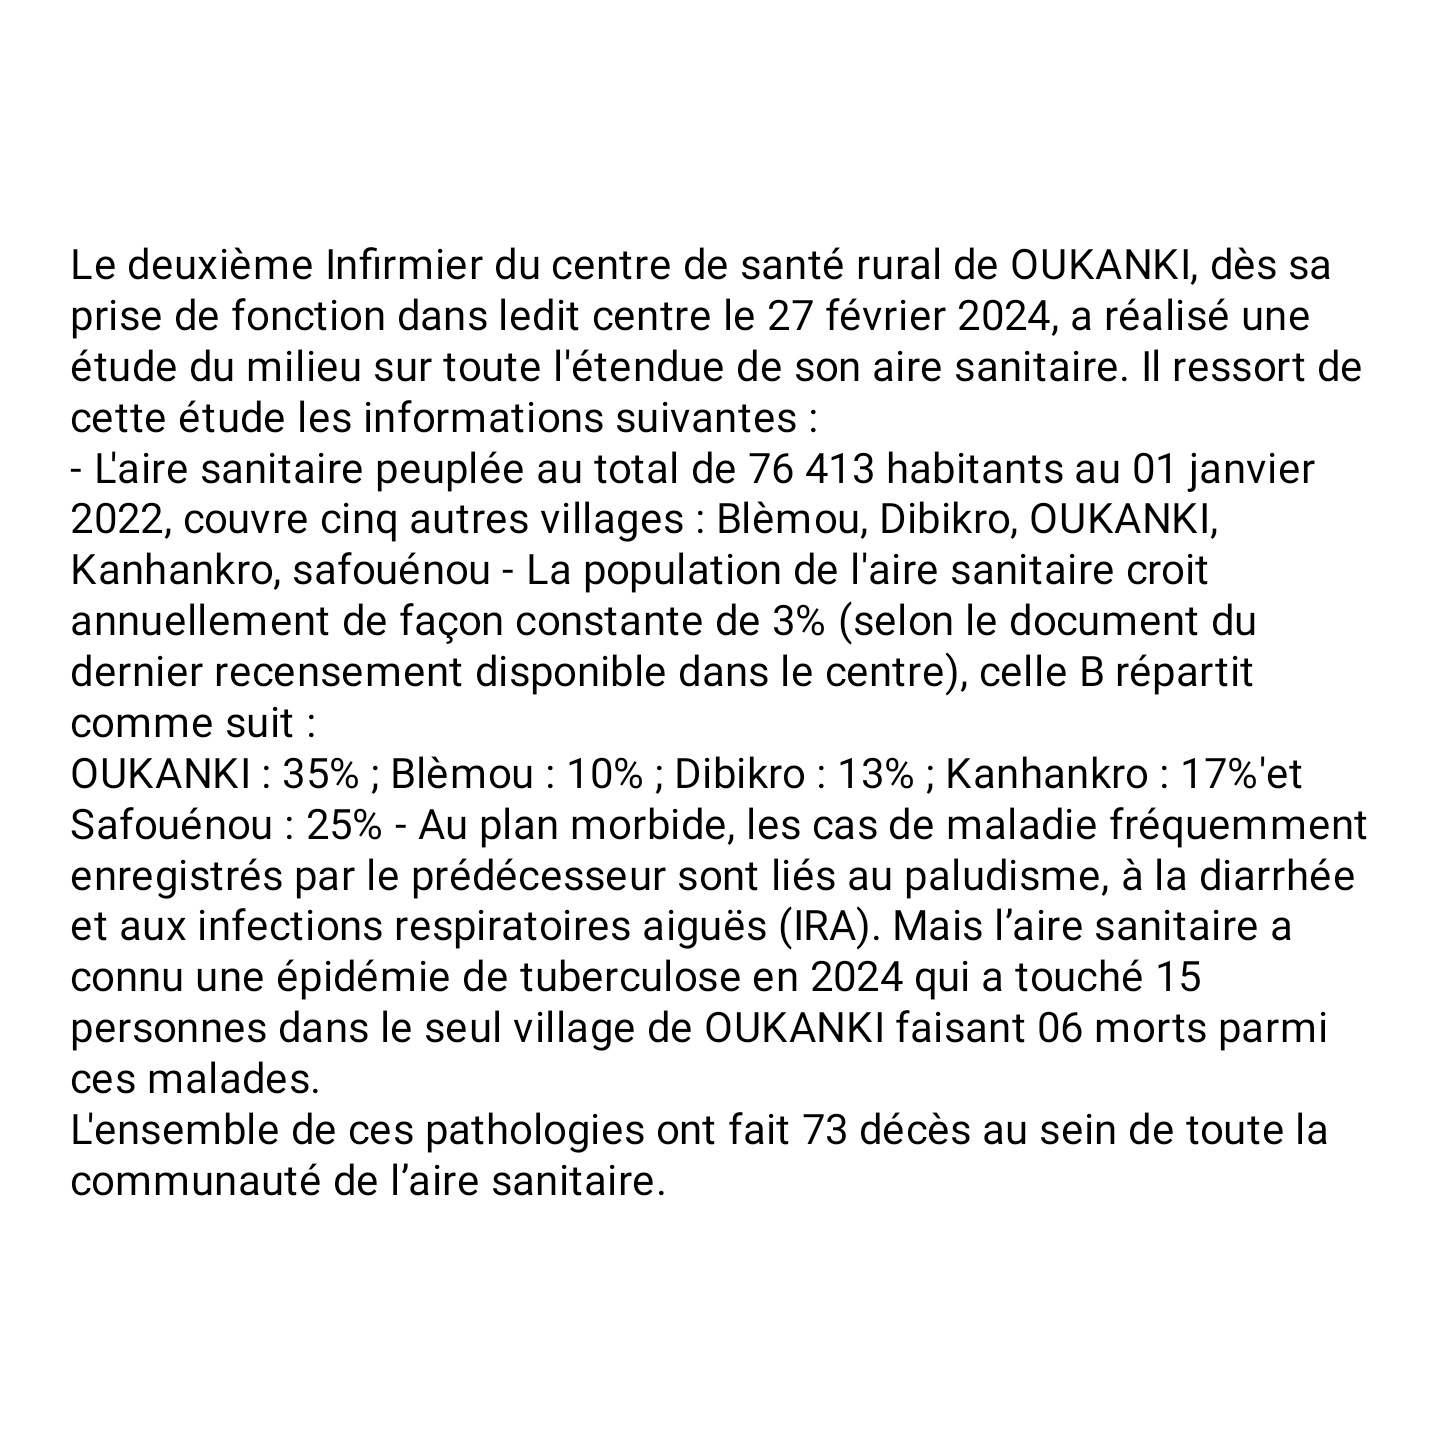 Le deuxième Infirmier du centre de santé rural de OUKANKI, dès sa
prise de fonction dans ledit centre le 27 février 2024, a réalisé une
étude du milieu sur toute l'étendue de son aire sanitaire. Il ressort de
cette étude les informations suivantes :
- L'aire sanitaire peuplée au total de 76 413 habitants au 01 janvier
2022, couvre cinq autres villages : Blèmou, Dibikro, OUKANKI,
Kanhankro, safouénou - La population de l'aire sanitaire croit
annuellement de façon constante de 3% (selon le document du
dernier recensement disponible dans le centre), celle B répartit
comme suit :
OUKANKI : 35% ; Blèmou : 10% ; Dibikro : 13% ; Kanhankro : 17%'et
Safouénou : 25% - Au plan morbide, les cas de maladie fréquemment
enregistrés par le prédécesseur sont liés au paludisme, à la diarrhée
et aux infections respiratoires aiguës (IRA). Mais l’aire sanitaire a
connu une épidémie de tuberculose en 2024 qui a touché 15
personnes dans le seul village de OUKANKI faisant 06 morts parmi
ces malades.
L'ensemble de ces pathologies ont fait 73 décès au sein de toute la
communauté de l’aire sanitaire.